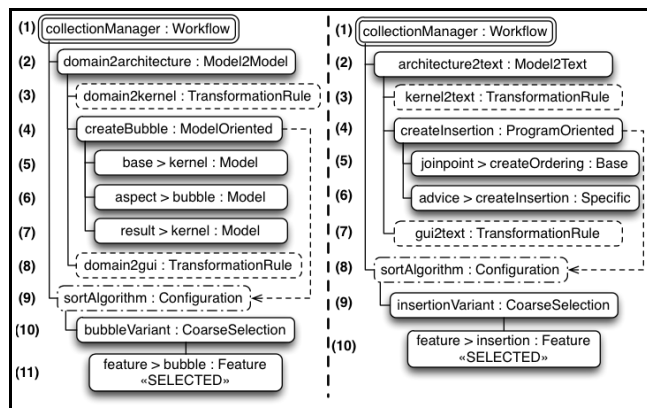 (1) collectionManager : Workflow
(2) domain2architecture : Model2Model
(3) domain2kernel : TransformationRule
(4) createBubble : ModelOriented
(5) base > kernel : Model
(6) aspect > bubble : Model
(7) result > kernel : Model
(8) domain2gui : TransformationRule
(9) sortAlgorithm : Configuration
(10) bubbleVariant : CoarseSelection
(11) feature > bubble : Feature
«SELECTED»
(1) collectionManager : Workflow
(2) architecture2text : Model2Text
(3) kernel2text : TransformationRule
(4) createInsertion : ProgramOriented
(5) joinpoint > createOrdering : Base
(6) advice > createInsertion : Specific
(7) gui2text : TransformationRule
(8) sortAlgorithm : Configuration
(9) insertionVariant : CoarseSelection
(10) feature > insertion : Feature
«SELECTED»